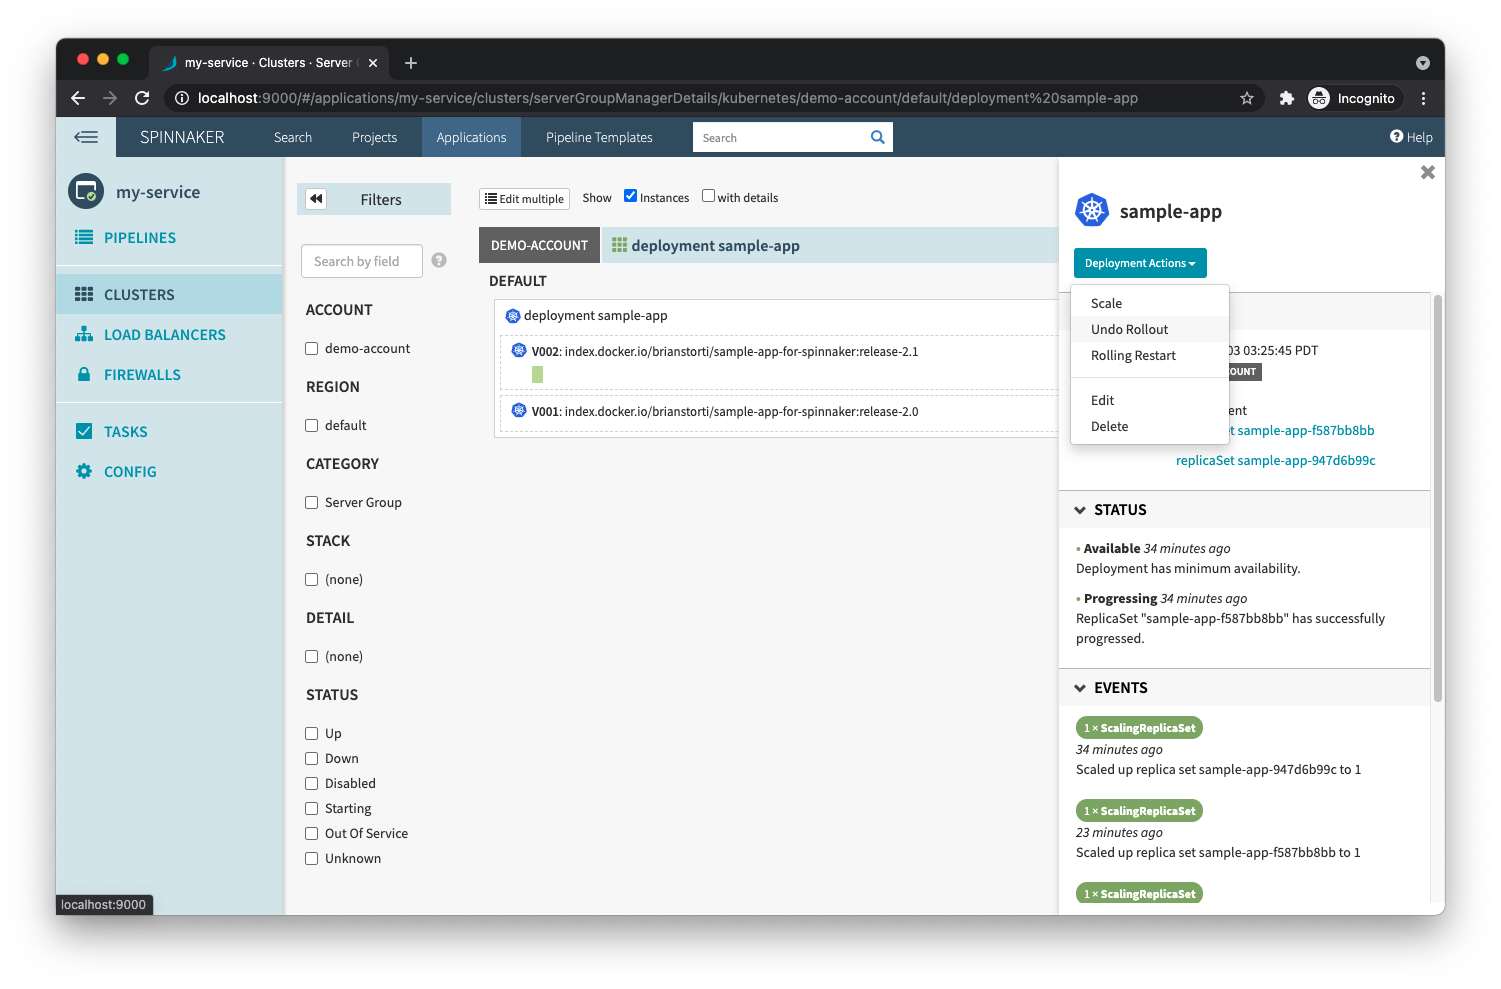 my-service · Clusters · Server
localhost:9000/#/applications/my-service/clusters/serverGroupManagerDetails/kubernetes/demo-account/default/deployment%20sample-app
Incognito
SPINNAKER
Search
Projects
Applications
Pipeline Templates
Search
Help
my-service
PIPELINES
CLUSTERS
LOAD BALANCERS
FIREWALLS
TASKS
CONFIG
localhost:9000
Filters
Search by field
ACCOUNT
demo-account
REGION
default
CATEGORY
Server Group
STACK
(none)
DETAIL
(none)
STATUS
Up
Down
Disabled
Starting
Out Of Service
Unknown
Edit multiple
Show
Instances
with details
DEMO-ACCOUNT
deployment sample-app
DEFAULT
deployment sample-app
V002: index.docker.io/brianstorti/sample-app-for-spinnaker:release-2.1
V001: index.docker.io/brianstorti/sample-app-for-spinnaker:release-2.0
sample-app
Deployment Actions
Scale
Undo Rollout
Rolling Restart
Edit
Delete
03 03:25:45 PDT
OUNT
ent
t sample-app-f587bb8bb
replicaSet sample-app-947d6b99c
STATUS
• Available 34 minutes ago
Deployment has minimum availability.
• Progressing 34 minutes ago
ReplicaSet "sample-app-f587bb8bb" has successfully
progressed.
EVENTS
1 × ScalingReplicaSet
34 minutes ago
Scaled up replica set sample-app-947d6b99c to 1
1 × ScalingReplicaSet
23 minutes ago
Scaled up replica set sample-app-f587bb8bb to 1
1 × ScalingReplicaSet